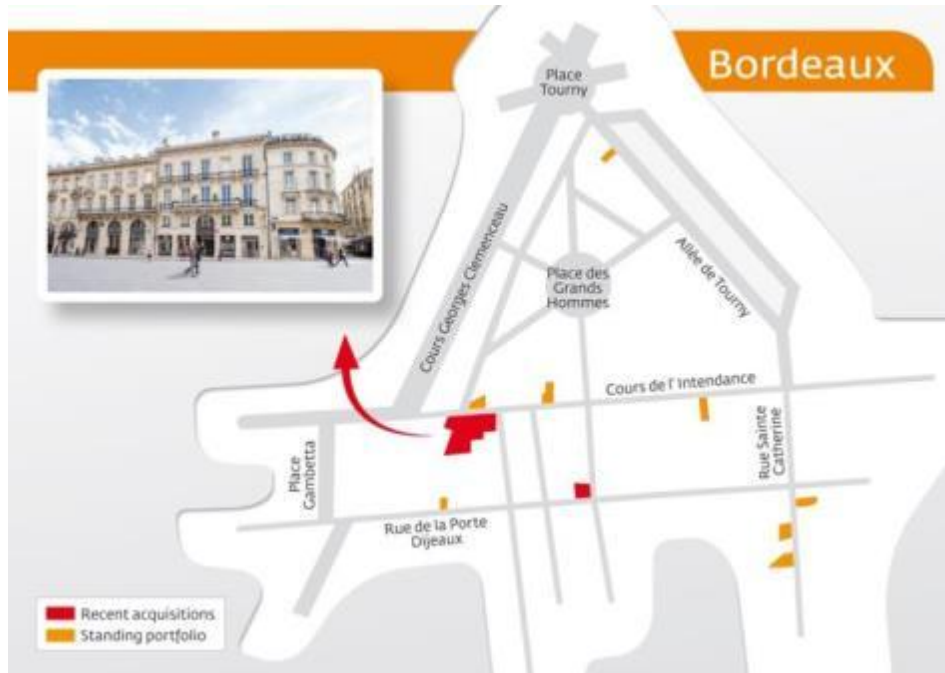 Bordeaux
Place
Tourny
Cours Georges Clemenceau
Place des
Grands
Hommes
Allée de Tourny
Cours de l' Intendance
Place
Gambetta
Rue Sainte
Catherine
Rue de la Porte
Dijeaux
Recent acquisitions
Standing portfolio